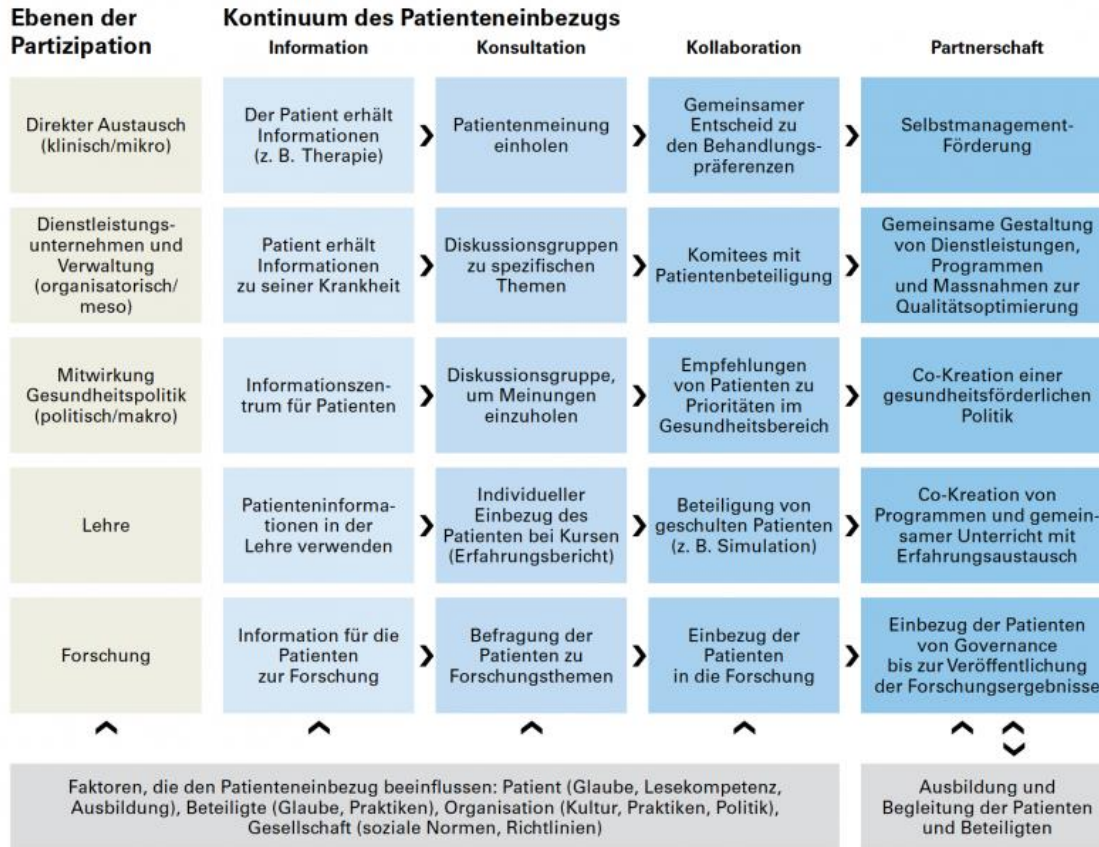 Ebenen der
Partizipation
Kontinuum des Patienteneinbezugs
Information
Konsultation
Kollaboration
Partnerschaft
Direkter Austausch
(klinisch/mikro)
Der Patient erhält
Informationen
(z. B. Therapie)
Patientenmeinung
einholen
Gemeinsamer
Entscheid zu
den Behandlungs-
präferenzen
Selbstmanagement-
Förderung
Dienstleistungs-
unternehmen und
Verwaltung
(organisatorisch/
meso)
Patient erhält
Informationen
zu seiner Krankheit
Diskussionsgruppen
zu spezifischen
Themen
Komitees mit
Patientenbeteiligung
Gemeinsame Gestaltung
von Dienstleistungen,
Programmen
und Massnahmen zur
Qualitätsoptimierung
Mitwirkung
Gesundheitspolitik
(politisch/makro)
Informationszen-
trum für Patienten
Diskussionsgruppe,
um Meinungen
einzuholen
Empfehlungen
von Patienten zu
Prioritäten im
Gesundheitsbereich
Co-Kreation einer
gesundheitsförderlichen
Politik
Lehre
Patienteninforma-
tionen in der
Lehre verwenden
Individueller
Einbezug des
Patienten bei Kursen
(Erfahrungsbericht)
Beteiligung von
geschulten Patienten
(z. B. Simulation)
Co-Kreation von
Programmen und gemein-
samer Unterricht mit
Erfahrungsaustausch
Forschung
Information für die
Patienten
zur Forschung
Befragung der
Patienten zu
Forschungsthemen
Einbezug der
Patienten
in die Forschung
Einbezug der Patienten
von Governance
bis zur Veröffentlichung
der Forschungsergebnisse
Faktoren, die den Patienteneinbezug beeinflussen: Patient (Glaube, Lesekompetenz,
Ausbildung), Beteiligte (Glaube, Praktiken), Organisation (Kultur, Praktiken, Politik),
Gesellschaft (soziale Normen, Richtlinien)
Ausbildung und
Begleitung der Patienten
und Beteiligten